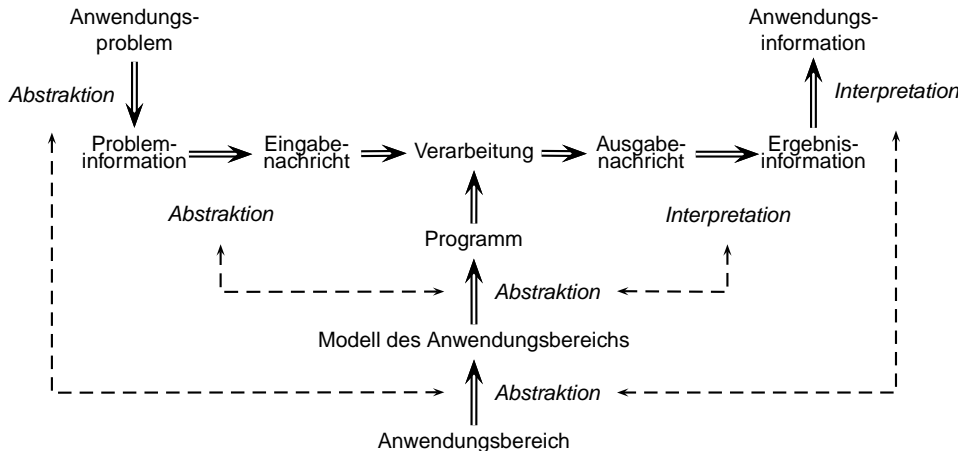 Anwendungs-
problem
Anwendungs-
information
Abstraktion
Interpretation
Problem-
information
Eingabe-
nachricht
Verarbeitung
Ausgabe-
nachricht
Ergebnis-
information
Abstraktion
Interpretation
Programm
Abstraktion
Modell des Anwendungsbereichs
Abstraktion
Anwendungsbereich